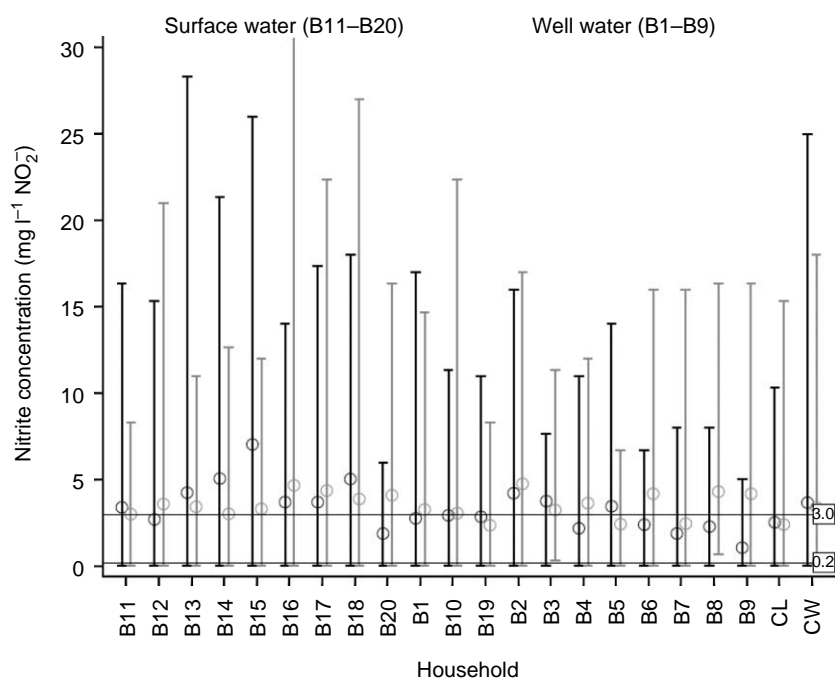 Surface water (B11–B20) Well water (B1–B9)
Nitrite concentration (mg l⁻¹ NO₂⁻)
30
25
20
15
10
5
0
3.0
0.2
B11 B12 B13 B14 B15 B16 B17 B18 B20 B1 B10 B19 B2 B3 B4 B5 B6 B7 B8 B9 CL CW
Household